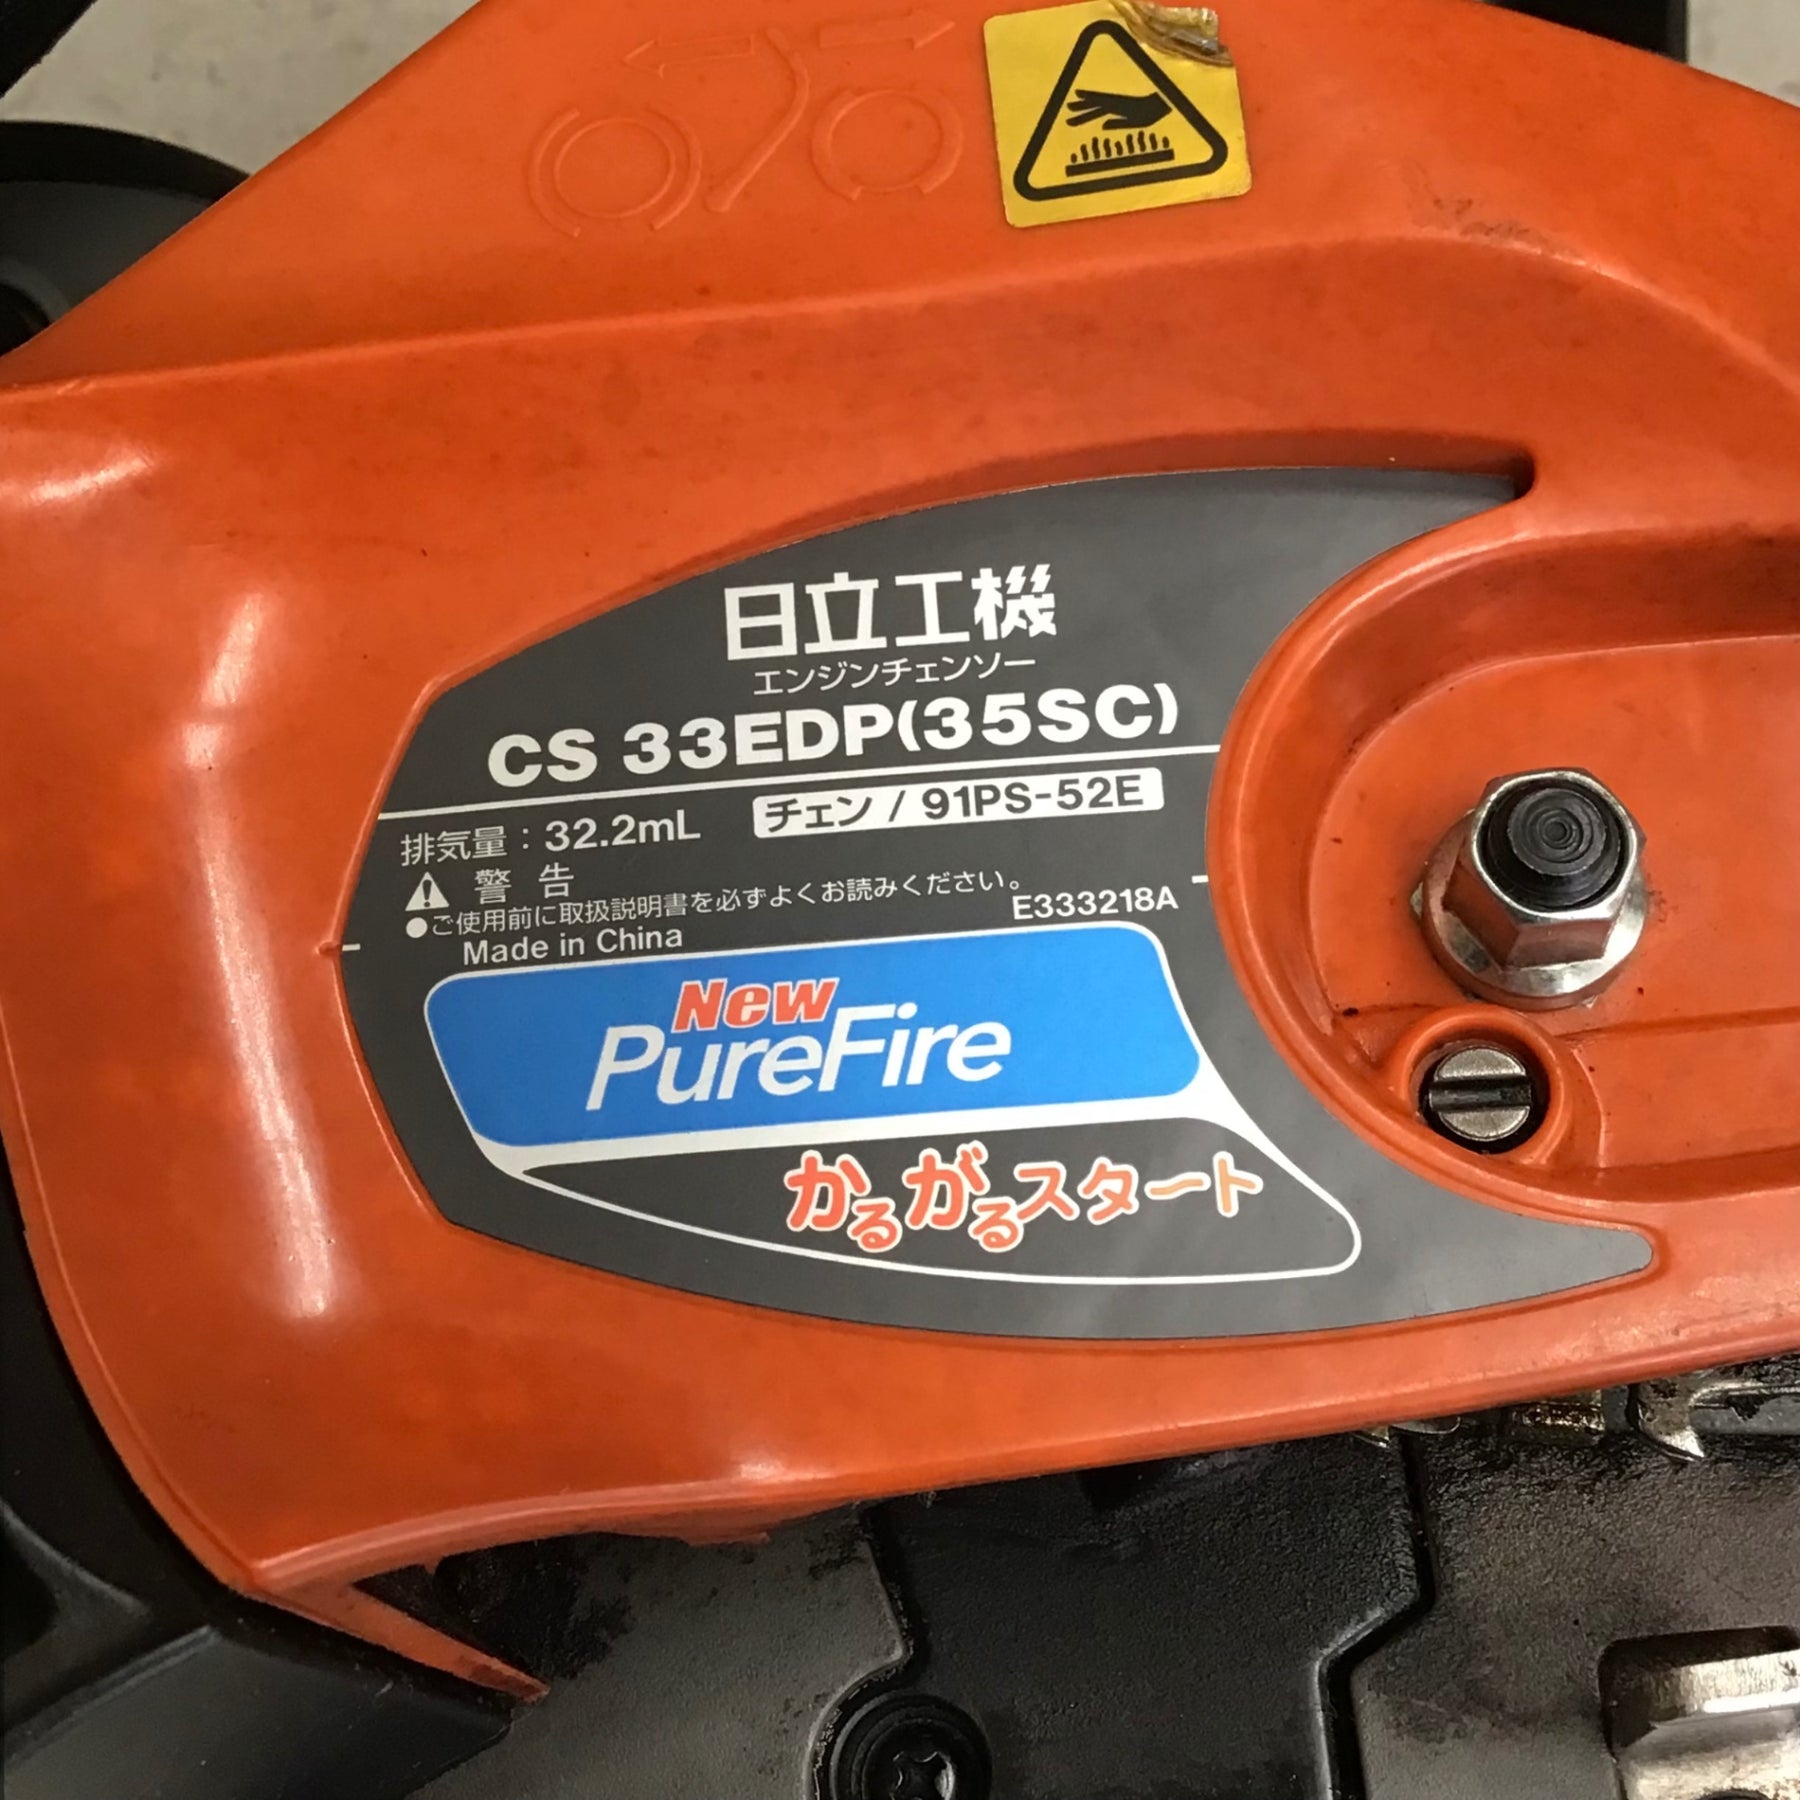 日立工機
エンジンチェンソー
CS 33EDP(35SC)
排気量：32.2mL チェン / 91PS-52E
警 告
●ご使用前に取扱説明書を必ずよくお読みください。
Made in China E333218A
New
PureFire
かるがるスタート